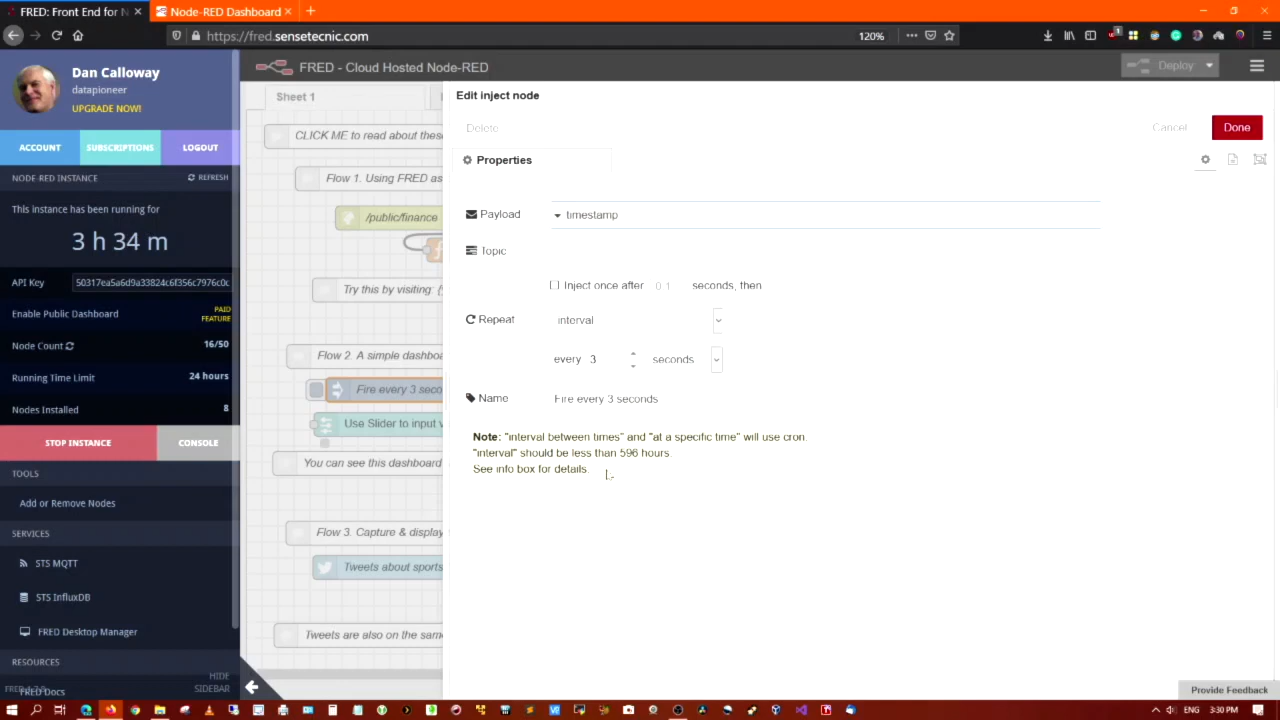 FRED: Front End for N
Node-RED Dashboard
https://fred.sensetecnic.com
120%
Dan Calloway
datapioneer
UPGRADE NOW!
ACCOUNT
SUBSCRIPTIONS
LOGOUT
NODE-RED INSTANCE
REFRESH
This instance has been running for
3 h 34 m
API Key
Enable Public Dashboard
PAID
FEATURE
Node Count
16/50
Running Time Limit
24 hours
Nodes Installed
8
STOP INSTANCE
CONSOLE
TOOLS
Add or Remove Nodes
SERVICES
STS MQTT
STS InfluxDB
FRED Desktop Manager
RESOURCES
HIDE
SIDEBAR
FRED Docs
FRED - Cloud Hosted Node-RED
Deploy
Sheet 1
CLICK ME to read about these
Flow 1. Using FRED as
/public/finance
Try this by visiting:
Flow 2. A simple dashboa
Fire every 3 seco
Use Slider to input v
You can see this dashboard
Flow 3. Capture & display
Tweets about sports
Tweets are also on the same
Edit inject node
Delete
Cancel
Done
Properties
Payload
timestamp
Topic
Inject once after 0.1 seconds, then
Repeat
interval
every 3 seconds
Name
Fire every 3 seconds
Note: "interval between times" and "at a specific time" will use cron.
"interval" should be less than 596 hours.
See info box for details.
Provide Feedback
ENG
3:30 PM